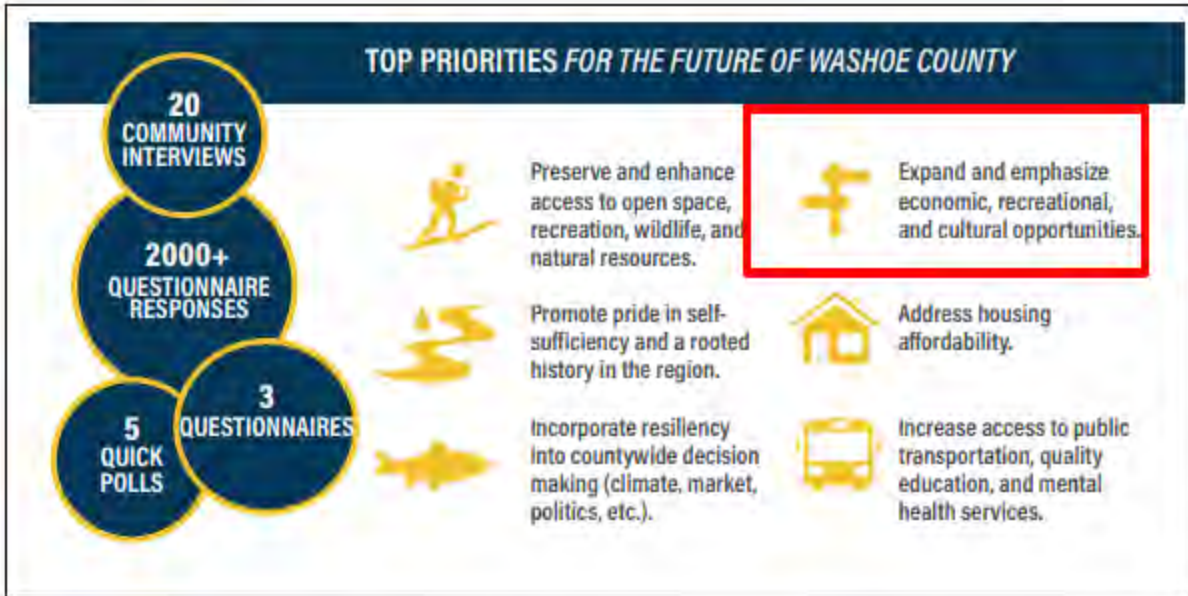 TOP PRIORITIES FOR THE FUTURE OF WASHOE COUNTY
20
COMMUNITY
INTERVIEWS
2000+
QUESTIONNAIRE
RESPONSES
3
QUESTIONNAIRES
5
QUICK
POLLS
Preserve and enhance
access to open space,
recreation, wildlife, and
natural resources.
Promote pride in self-
sufficiency and a rooted
history in the region.
Incorporate resiliency
into countywide decision
making (climate, market,
politics, etc.).
Expand and emphasize
economic, recreational,
and cultural opportunities.
Address housing
affordability.
Increase access to public
transportation, quality
education, and mental
health services.